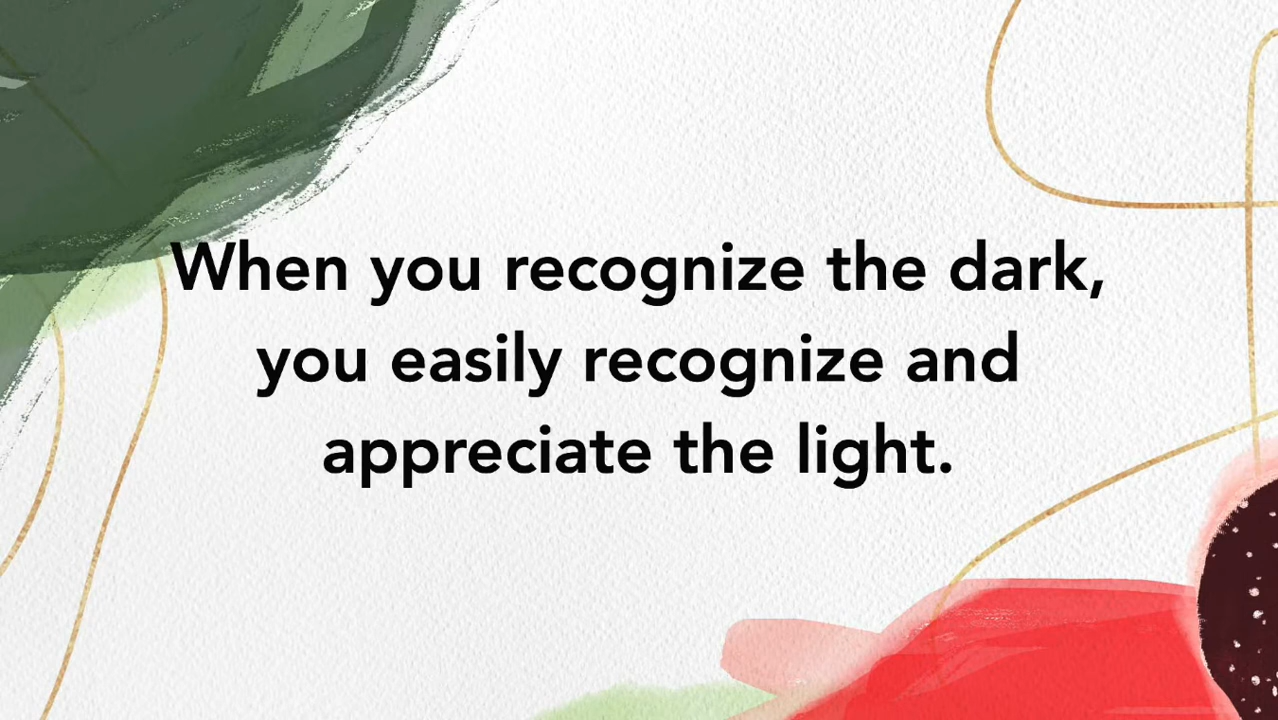 When you recognize the dark,
you easily recognize and
appreciate the light.